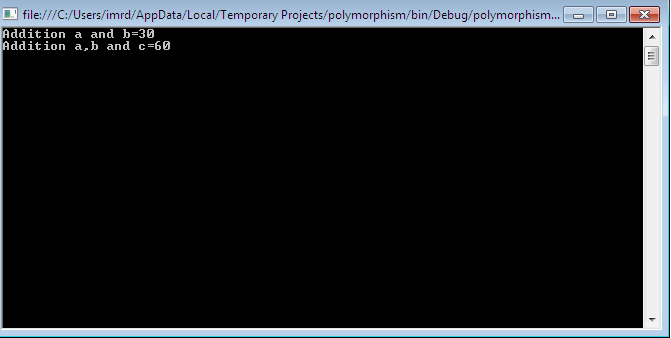 file:///C:/Users/imrd/AppData/Local/Temporary Projects/polymorphism/bin/Debug/polymorphism...
Addition a and b=30
Addition a,b and c=60